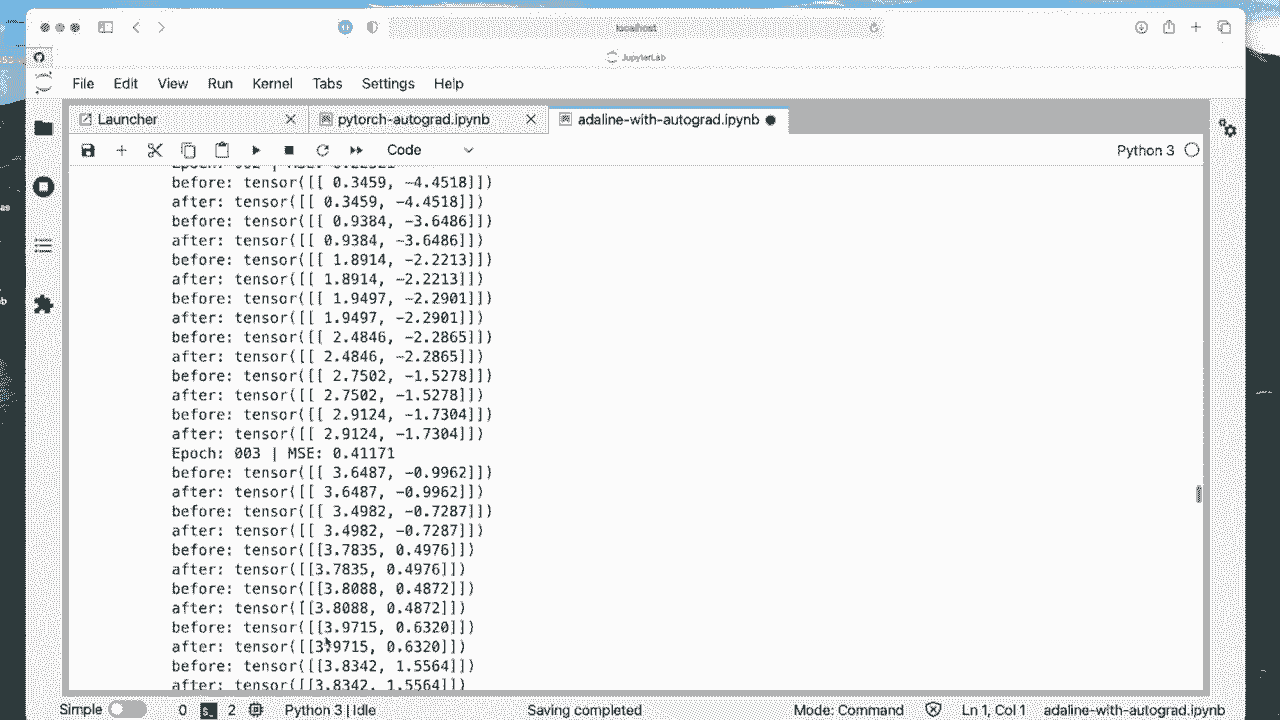 localhost
JupyterLab
File Edit View Run Kernel Tabs Settings Help
Launcher pytorch-autograd.ipynb adaline-with-autograd.ipynb
Code Python 3
before: tensor([[ 0.3459, -4.4518]])
after: tensor([[ 0.3459, -4.4518]])
before: tensor([[ 0.9384, -3.6486]])
after: tensor([[ 0.9384, -3.6486]])
before: tensor([[ 1.8914, -2.2213]])
after: tensor([[ 1.8914, -2.2213]])
before: tensor([[ 1.9497, -2.2901]])
after: tensor([[ 1.9497, -2.2901]])
before: tensor([[ 2.4846, -2.2865]])
after: tensor([[ 2.4846, -2.2865]])
before: tensor([[ 2.7502, -1.5278]])
after: tensor([[ 2.7502, -1.5278]])
before: tensor([[ 2.9124, -1.7304]])
after: tensor([[ 2.9124, -1.7304]])
Epoch: 003 | MSE: 0.41171
before: tensor([[ 3.6487, -0.9962]])
after: tensor([[ 3.6487, -0.9962]])
before: tensor([[ 3.4982, -0.7287]])
after: tensor([[ 3.4982, -0.7287]])
before: tensor([[3.7835, 0.4976]])
after: tensor([[3.7835, 0.4976]])
before: tensor([[3.8088, 0.4872]])
after: tensor([[3.8088, 0.4872]])
before: tensor([[3.9715, 0.6320]])
after: tensor([[3.9715, 0.6320]])
before: tensor([[3.8342, 1.5564]])
after: tensor([[3.8342, 1.5564]])
Simple 0 2 Python 3 | Idle Saving completed Mode: Command Ln 1, Col 1 adaline-with-autograd.ipynb